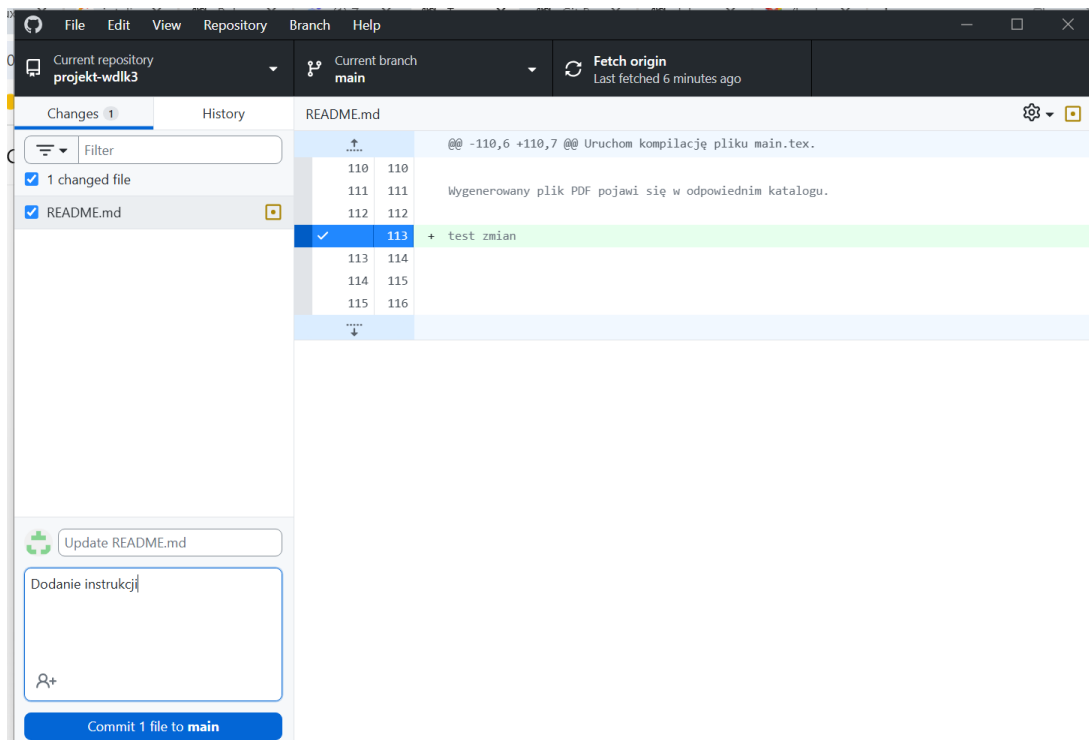 File Edit View Repository Branch Help
Current repository
projekt-wdlk3
Current branch
main
Fetch origin
Last fetched 6 minutes ago
Changes 1 History
README.md
Filter
1 changed file
README.md
@@ -110,6 +110,7 @@ Uruchom kompilację pliku main.tex.
110 110
111 111 Wygenerowany plik PDF pojawi się w odpowiednim katalogu.
112 112
113 + test zmian
113 114
114 115
115 116
Update README.md
Dodanie instrukcji
Commit 1 file to main